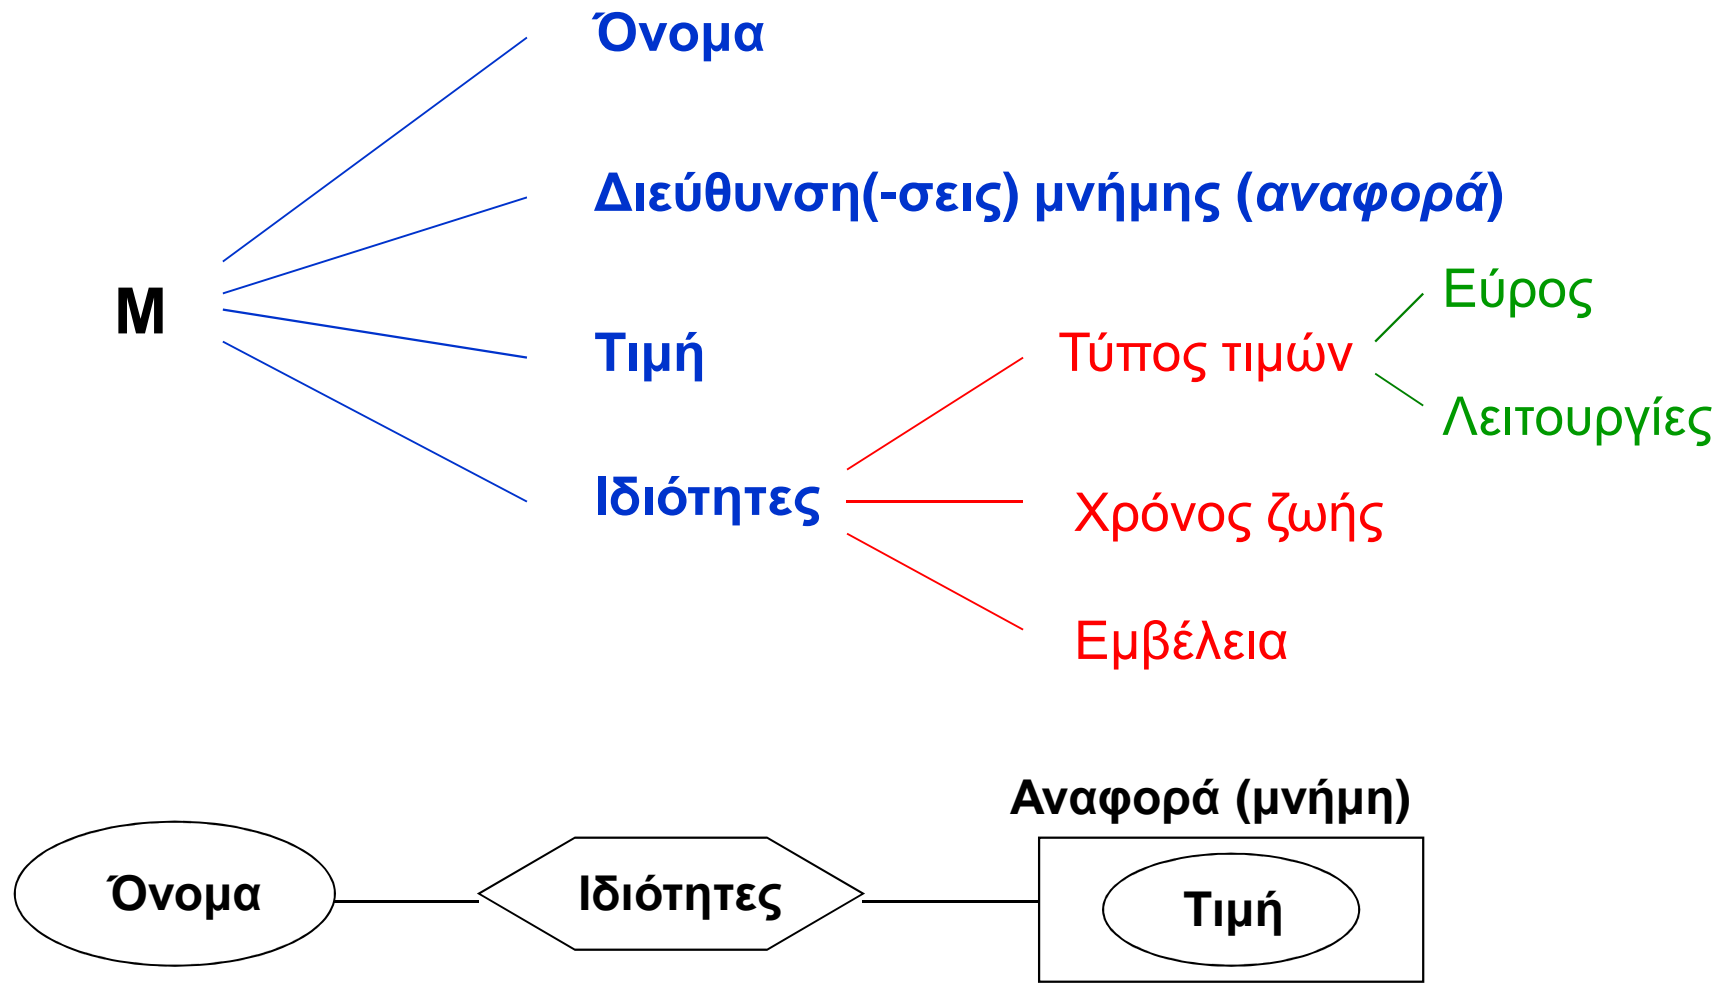 Όνομα
Διεύθυνση(-σεις) μνήμης (αναφορά)
Μ
Εύρος
Τιμή
Τύπος τιμών
Λειτουργίες
Ιδιότητες
Χρόνος ζωής
Εμβέλεια
Αναφορά (μνήμη)
Όνομα
Ιδιότητες
Τιμή